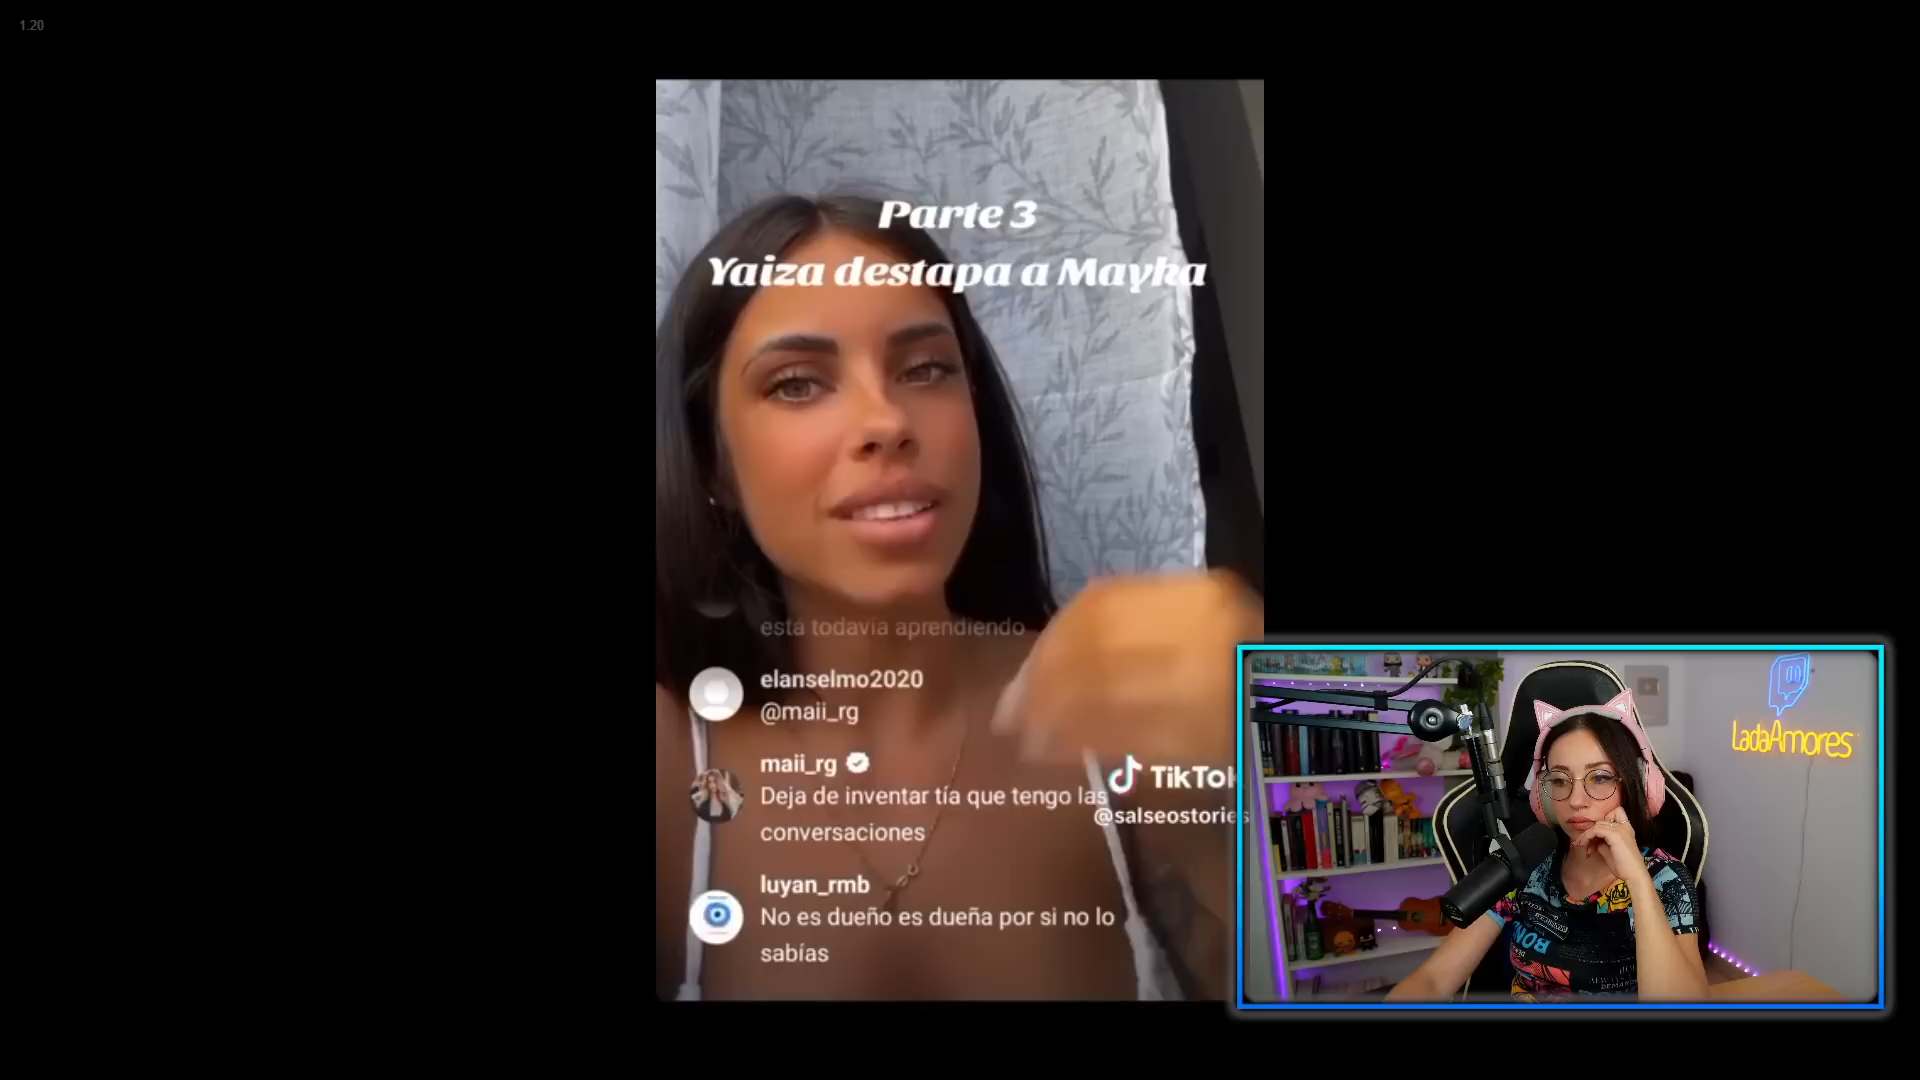 1.20
Parte 3
Yaiza destapa a Mayka
esta todavía aprendiendo
elanselmo2020
@maii_rg
maii_rg
Deja de inventar tía que tengo las
conversaciones
TikTok
@salseostories
luyan_rmb
No es dueño es dueña por si no lo
sabías
LadaAmores
BON